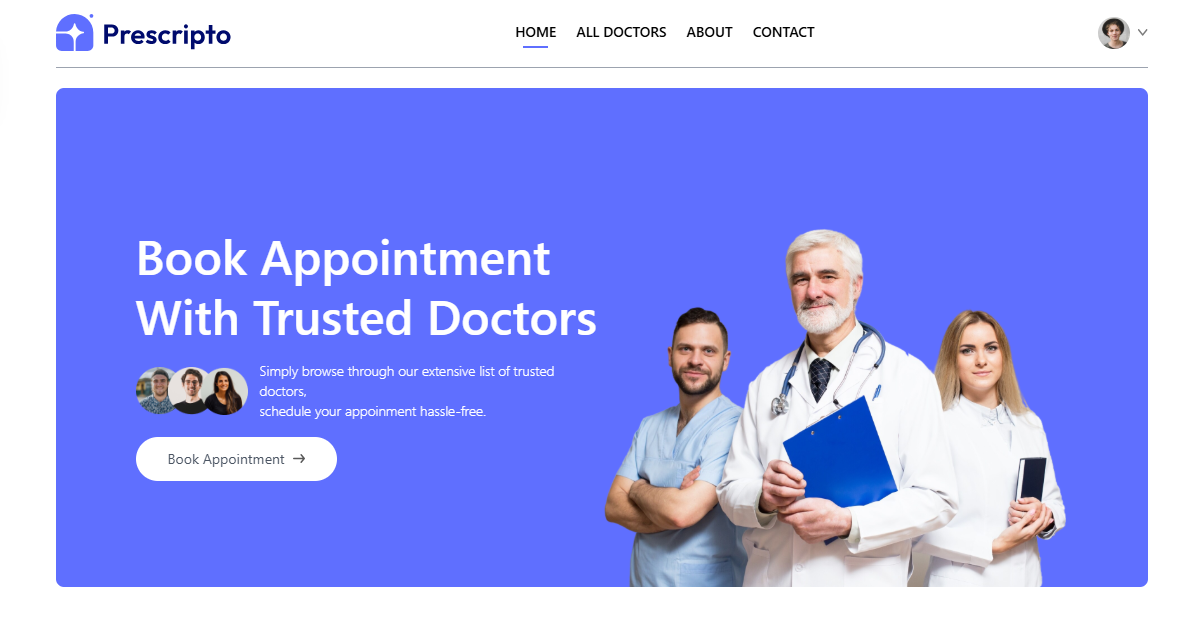 Prescripto
HOME
ALL DOCTORS
ABOUT
CONTACT
Book Appointment
With Trusted Doctors
Simply browse through our extensive list of trusted
doctors,
schedule your appoinment hassle-free.
Book Appointment →